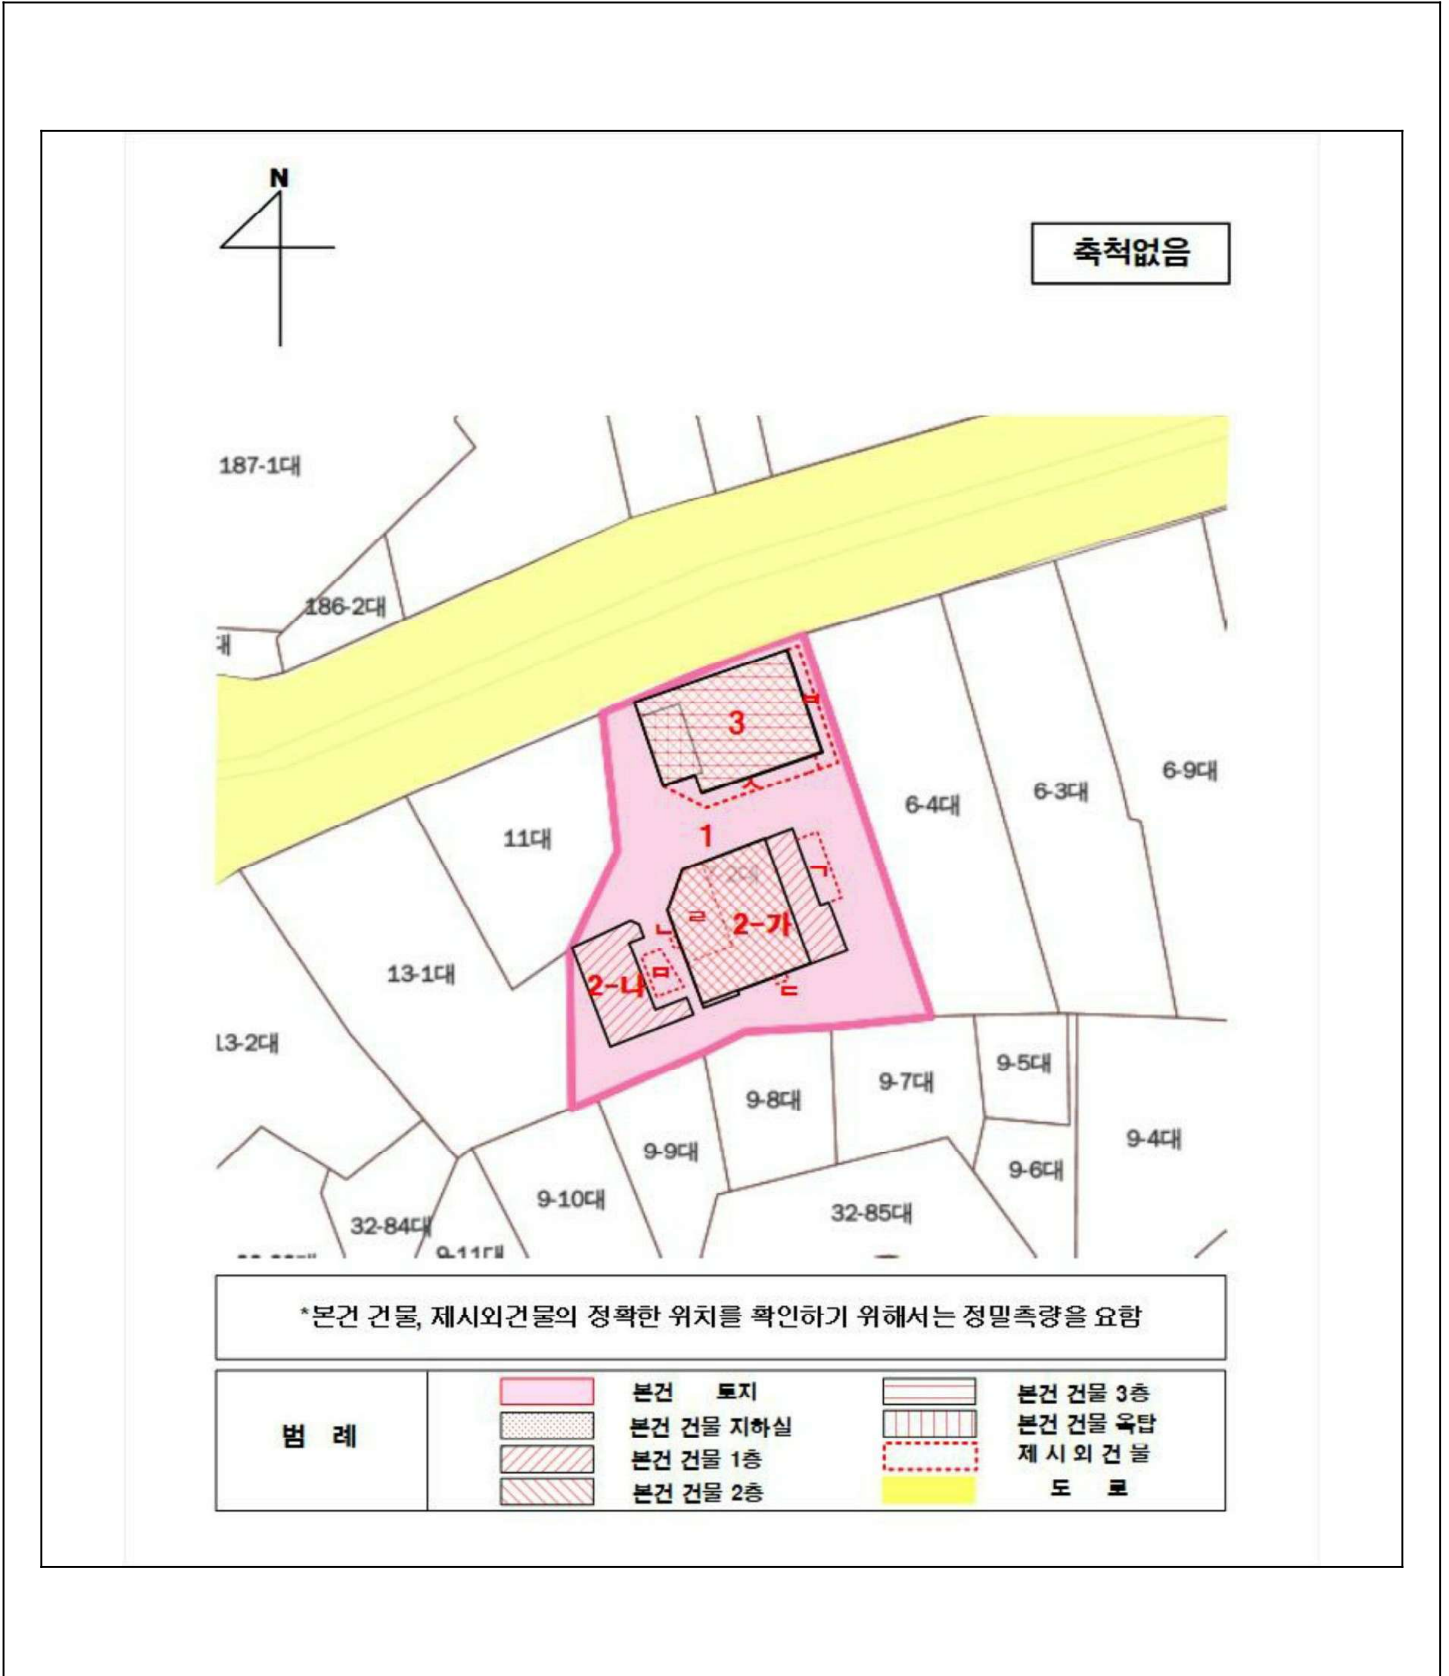 N
축척없음
187-1대
186-2대
대
3
ㅂ
ㅅ
6-9대
6-3대
6-4대
11대
1
ㄱ
ㄹ
2-가
ㄴ
13-1대
ㅁ
2-나
ㄷ
13-2대
9-5대
9-7대
9-8대
9-4대
9-9대
9-6대
9-10대
32-85대
32-84대
9-11대
*본건 건물, 제시외건물의 정확한 위치를 확인하기 위해서는 정밀측량을 요함
범 례
본건 토지
본건 건물 3층
본건 건물 지하실
본건 건물 옥탑
본건 건물 1층
제 시 외 건 물
본건 건물 2층
도 로